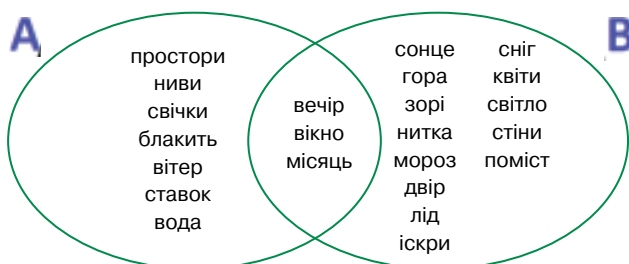 А
В
простори
ниви
свічки
блакить
вітер
ставок
вода
вечір
вікно
місяць
сонце
гора
зорі
нитка
мороз
двір
лід
іскри
сніг
квіти
світло
стіни
поміст